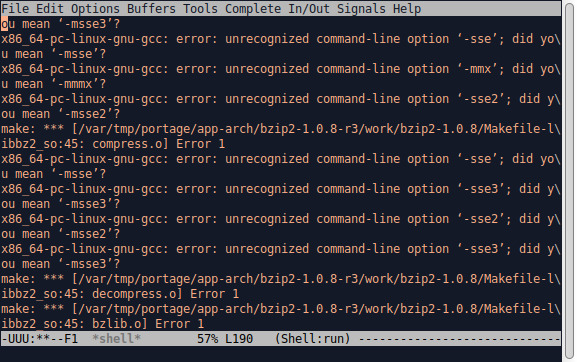 File Edit Options Buffers Tools Complete In/Out Signals Help
ou mean ‘-msse3’?
x86_64-pc-linux-gnu-gcc: error: unrecognized command-line option ‘-sse’; did yo\
u mean ‘-msse’?
x86_64-pc-linux-gnu-gcc: error: unrecognized command-line option ‘-mmx’; did yo\
u mean ‘-mmmx’?
x86_64-pc-linux-gnu-gcc: error: unrecognized command-line option ‘-sse2’; did y\
ou mean ‘-msse2’?
make: *** [/var/tmp/portage/app-arch/bzip2-1.0.8-r3/work/bzip2-1.0.8/Makefile-l\
ibbz2_so:45: compress.o] Error 1
x86_64-pc-linux-gnu-gcc: error: unrecognized command-line option ‘-sse’; did yo\
u mean ‘-msse’?
x86_64-pc-linux-gnu-gcc: error: unrecognized command-line option ‘-sse3’; did y\
ou mean ‘-msse3’?
x86_64-pc-linux-gnu-gcc: error: unrecognized command-line option ‘-sse2’; did y\
ou mean ‘-msse2’?
x86_64-pc-linux-gnu-gcc: error: unrecognized command-line option ‘-sse3’; did y\
ou mean ‘-msse3’?
make: *** [/var/tmp/portage/app-arch/bzip2-1.0.8-r3/work/bzip2-1.0.8/Makefile-l\
ibbz2_so:45: decompress.o] Error 1
make: *** [/var/tmp/portage/app-arch/bzip2-1.0.8-r3/work/bzip2-1.0.8/Makefile-l\
ibbz2_so:45: bzlib.o] Error 1
-UUU:**--F1  *shell*        57% L190   (Shell:run) ---------------------------